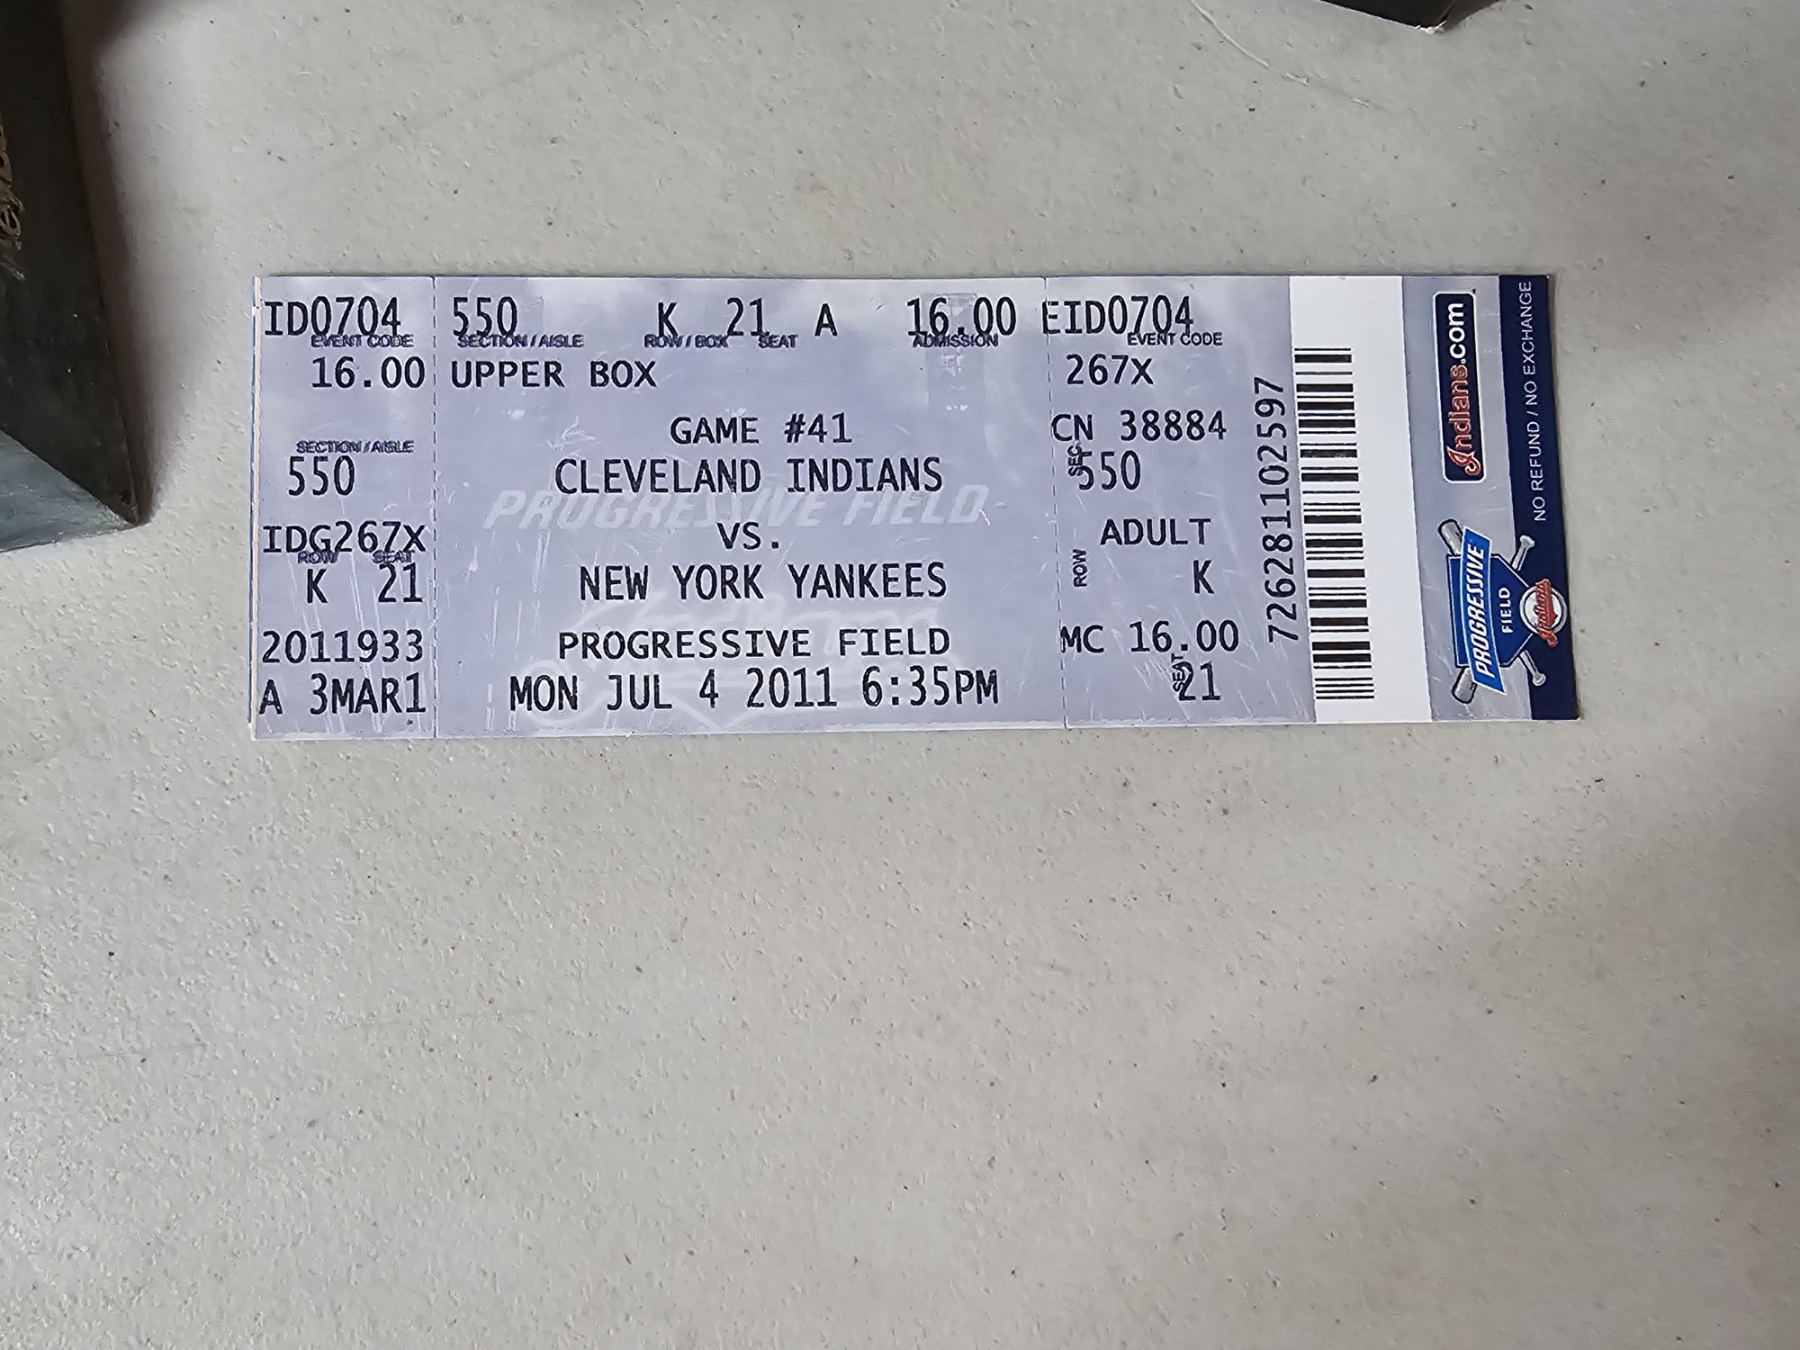 ID0704 550 K 21 A 16.00 EID0704
EVENT CODE SECTION / AISLE ROW / BOX SEAT ADMISSION EVENT CODE
16.00 UPPER BOX 267X
GAME #41 CN 38884
SECTION / AISLE
550 CLEVELAND INDIANS SEC. 550
PROGRESSIVE FIELD
IDG267X VS. ADULT
ROW SEAT
K 21 NEW YORK YANKEES ROW K
2011933 PROGRESSIVE FIELD MC 16.00
A 3MAR1 MON JUL 4 2011 6:35PM SEAT 21
7262811025597
Indians.com
PROGRESSIVE
FIELD
Indians
NO REFUND / NO EXCHANGE